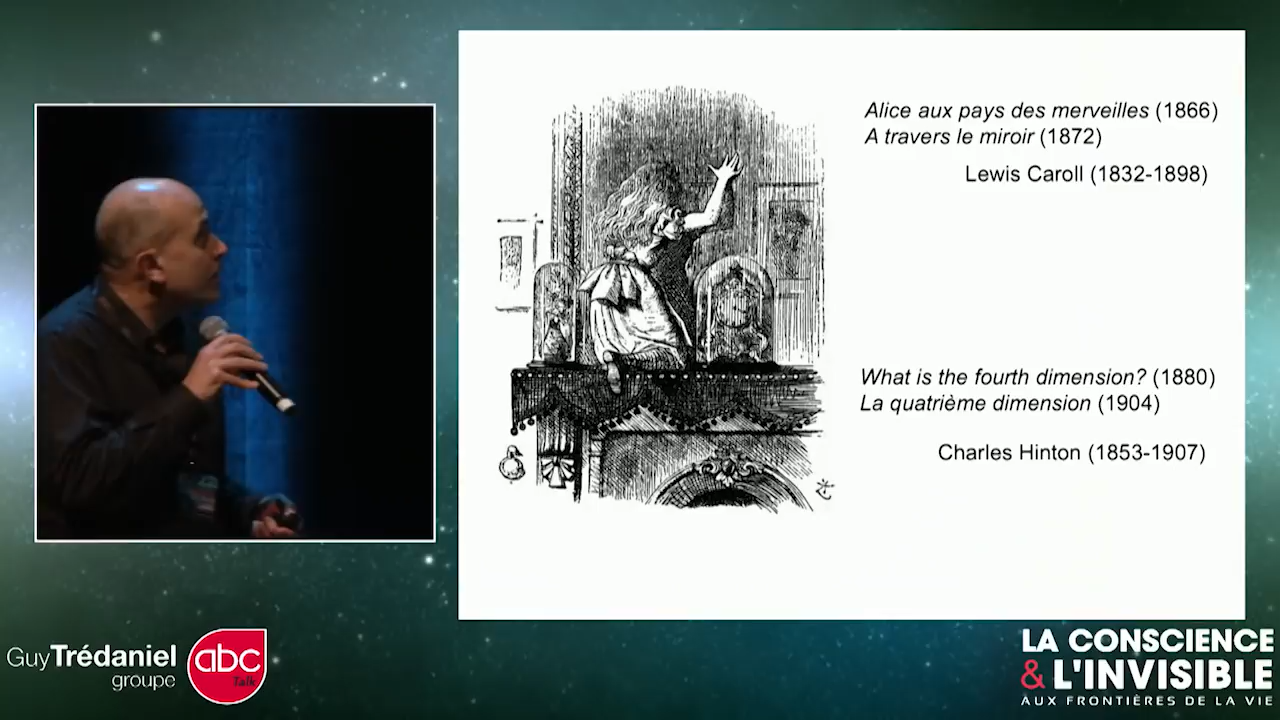 Alice aux pays des merveilles (1866)
A travers le miroir (1872)
Lewis Caroll (1832-1898)
What is the fourth dimension? (1880)
La quatrième dimension (1904)
Charles Hinton (1853-1907)
GuyTrédaniel
groupe
abc
Talk
LA CONSCIENCE
& L'INVISIBLE
AUX FRONTIÈRES DE LA VIE